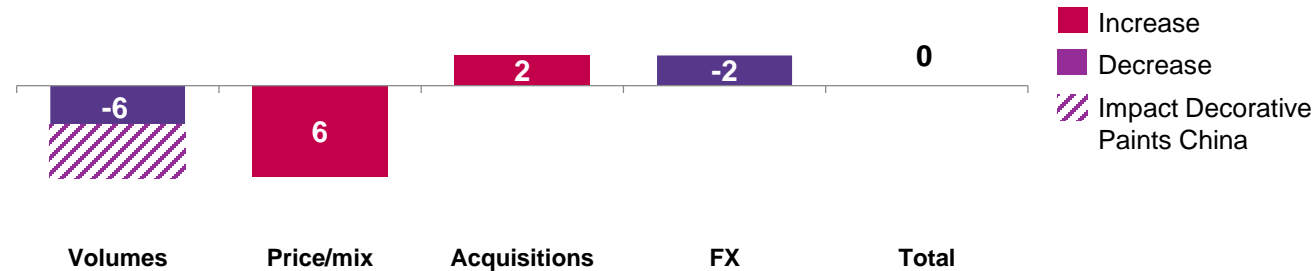 -6
6
2
-2
0
Volumes
Price/mix
Acquisitions
FX
Total
Increase
Decrease
Impact Decorative
Paints China